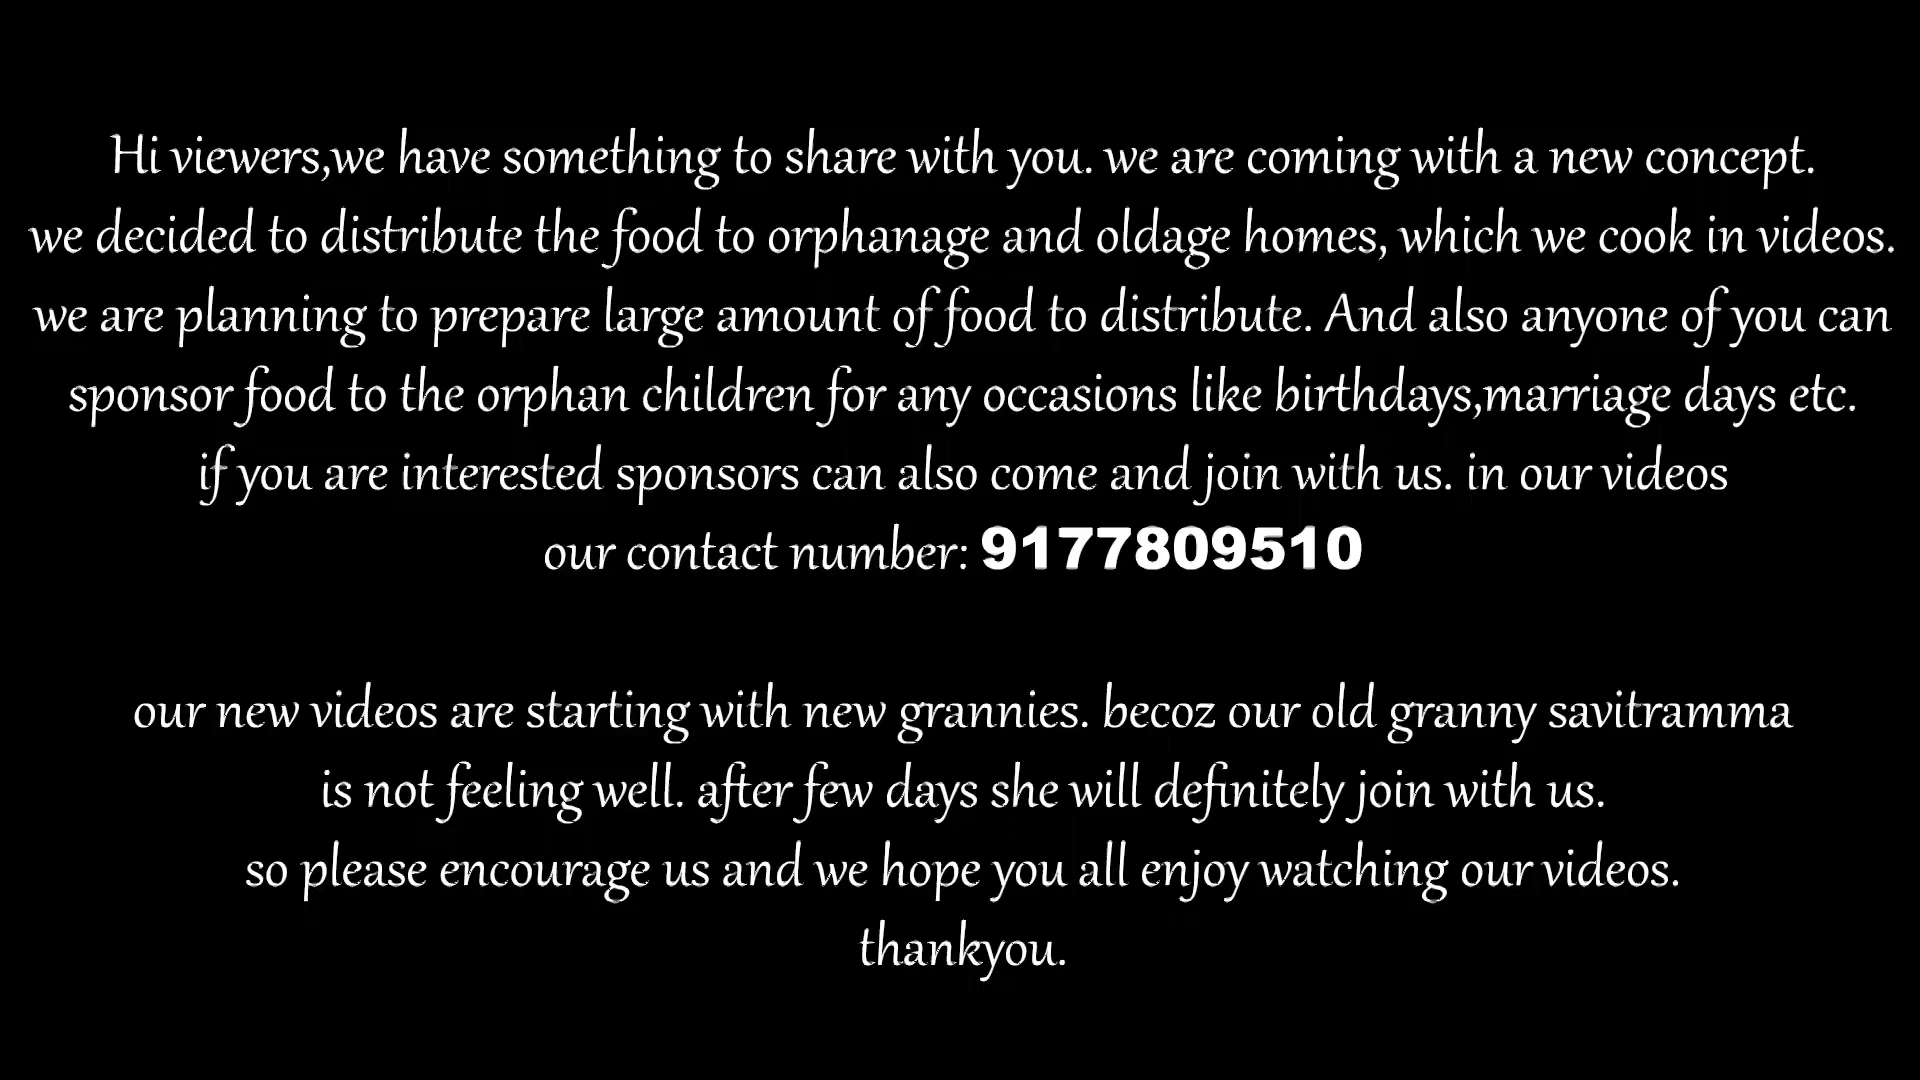 Hi viewers,we have something to share with you. we are coming with a new concept.
we decided to distribute the food to orphanage and oldage homes, which we cook in videos.
we are planning to prepare large amount of food to distribute. And also anyone of you can
sponsor food to the orphan children for any occasions like birthdays,marriage days etc.
if you are interested sponsors can also come and join with us. in our videos
our contact number: 9177809510
our new videos are starting with new grannies. becoz our old granny savitramma
is not feeling well. after few days she will definitely join with us.
so please encourage us and we hope you all enjoy watching our videos.
thankyou.